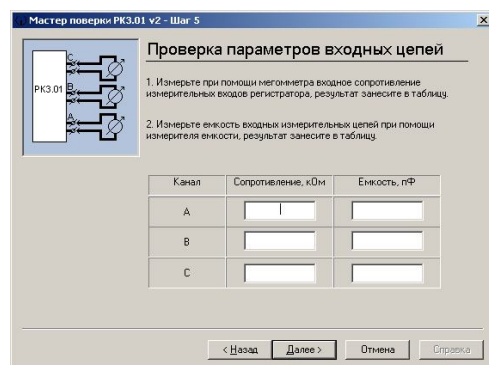 Мастер поверки РК3.01 v2 - Шаг 5
РК3.01
C
B
A
Проверка параметров входных цепей
1. Измерьте при помощи мегомметра входное сопротивление
измерительных входов регистратора, результат занесите в таблицу.
2. Измерьте емкость входных измерительных цепей при помощи
измерителя емкости, результат занесите в таблицу.
Канал Сопротивление, кОм Емкость, пФ
A
B
C
< Назад Далее > Отмена Справка